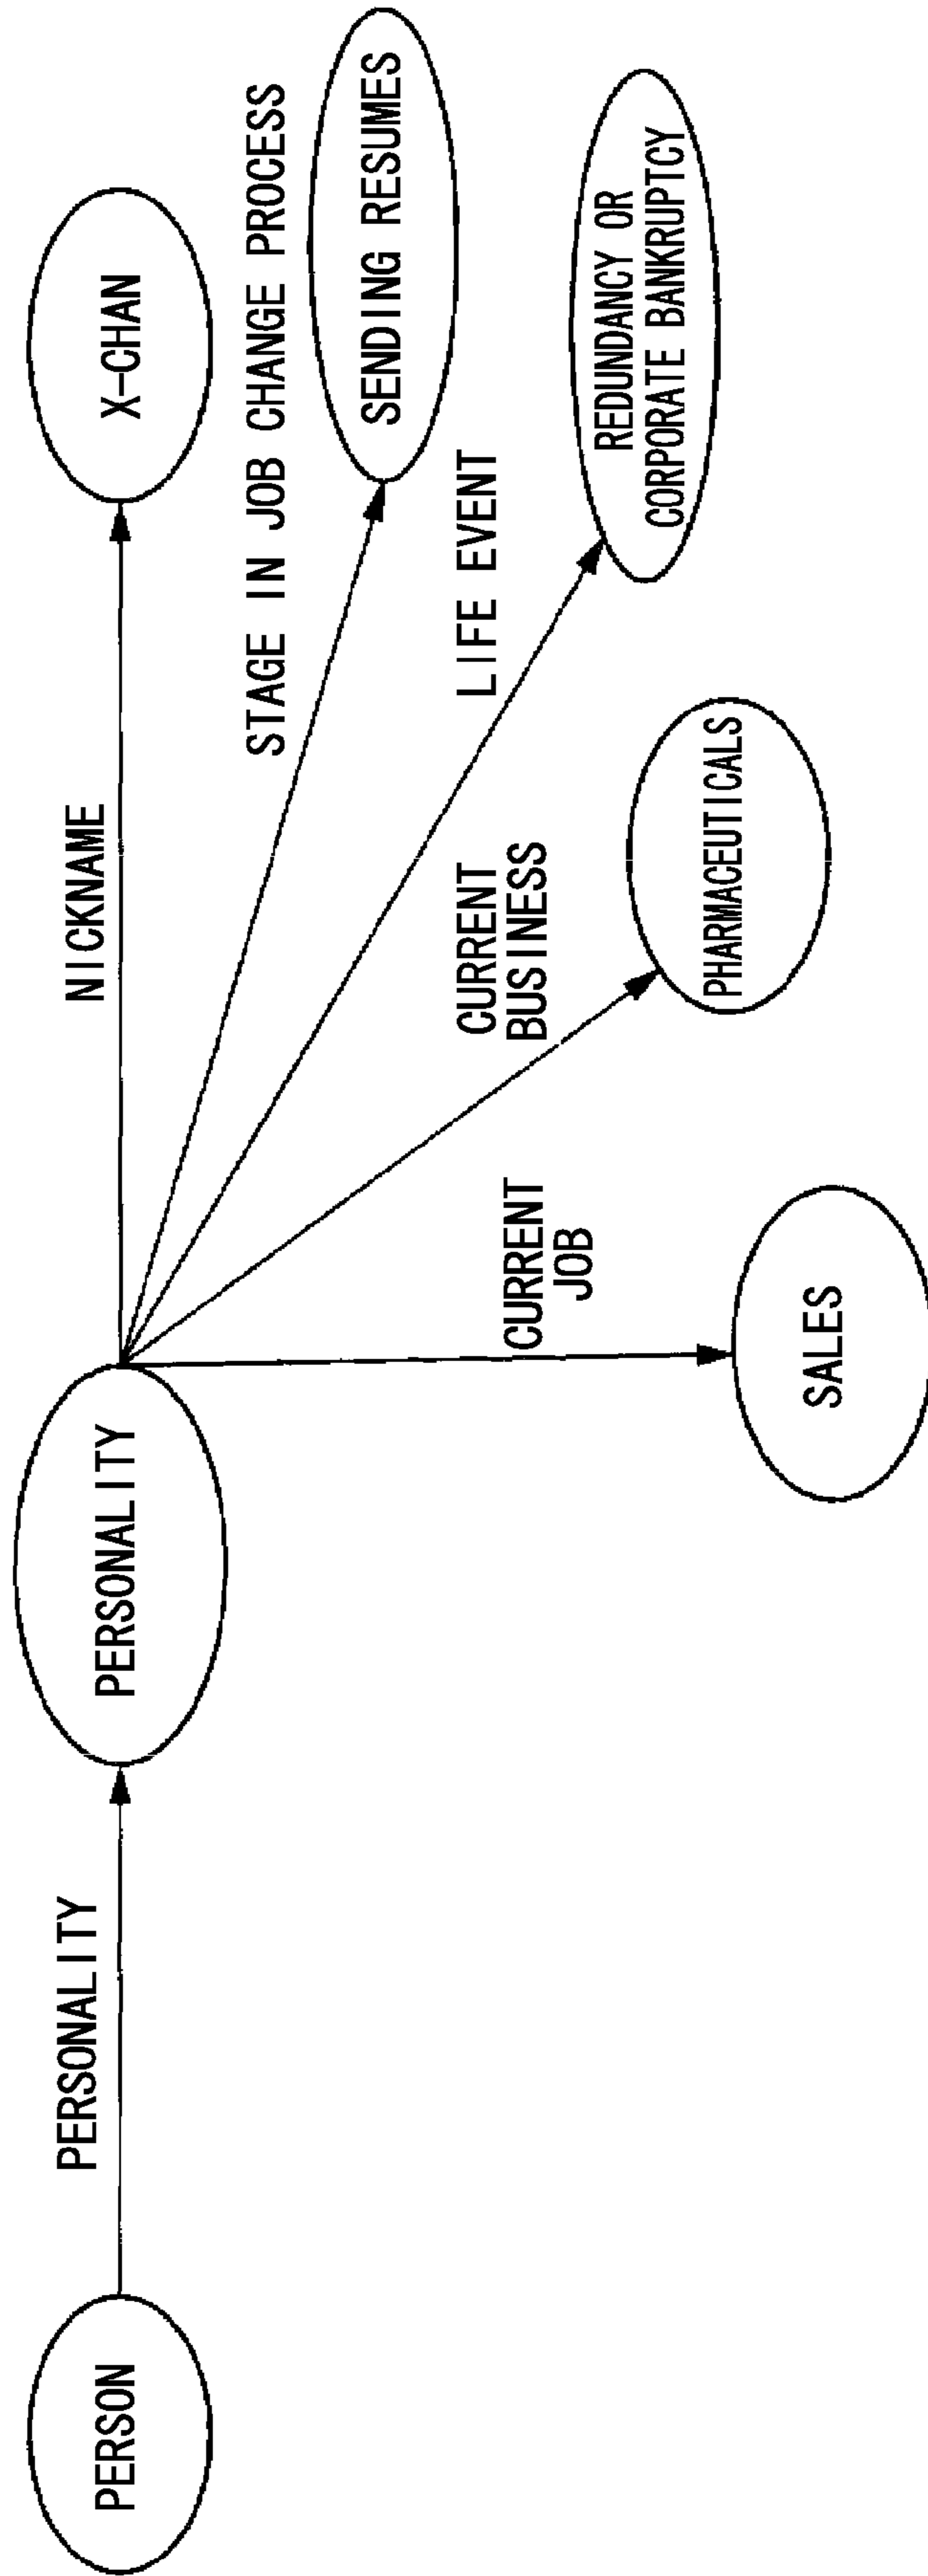 PERSON
PERSONALITY
PERSONALITY
NICKNAME
X-CHAN
STAGE IN JOB CHANGE PROCESS
SENDING RESUMES
LIFE EVENT
REDUNDANCY OR
CORPORATE BANKRUPTCY
CURRENT
BUSINESS
PHARMACEUTICALS
CURRENT
JOB
SALES